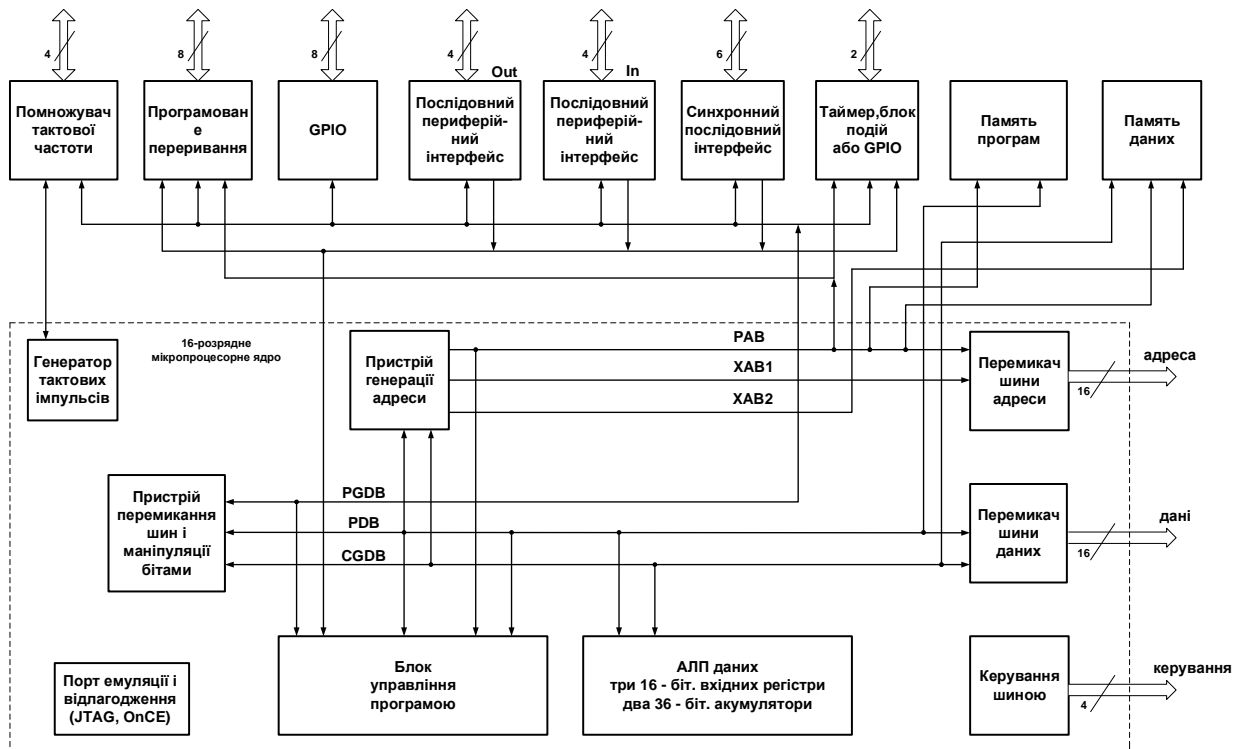 4
8
8
4
4
6
2
Out
In
Помножувач
тактової
частоти
Програмован
е
переривання
GPIO
Послідовний
периферій-
ний
інтерфейс
Послідовний
периферій-
ний
інтерфейс
Синхронний
послідовний
інтерфейс
Таймер,блок
подій
або GPIO
Память
програм
Память
даних
16-розрядне
мікропроцесорне ядро
Генератор
тактових
імпульсів
Пристрій
генерації
адреси
PAB
XAB1
XAB2
Перемикач
шини
адреси
адреса
16
Пристрій
перемикання
шин і
маніпуляції
бітами
PGDB
PDB
CGDB
Перемикач
шини
даних
дані
16
Порт емуляції і
відлагодження
(JTAG, OnCE)
Блок
управління
програмою
АЛП даних
три 16 - біт. вхідних регістри
два 36 - біт. акумулятори
Керування
шиною
керування
4